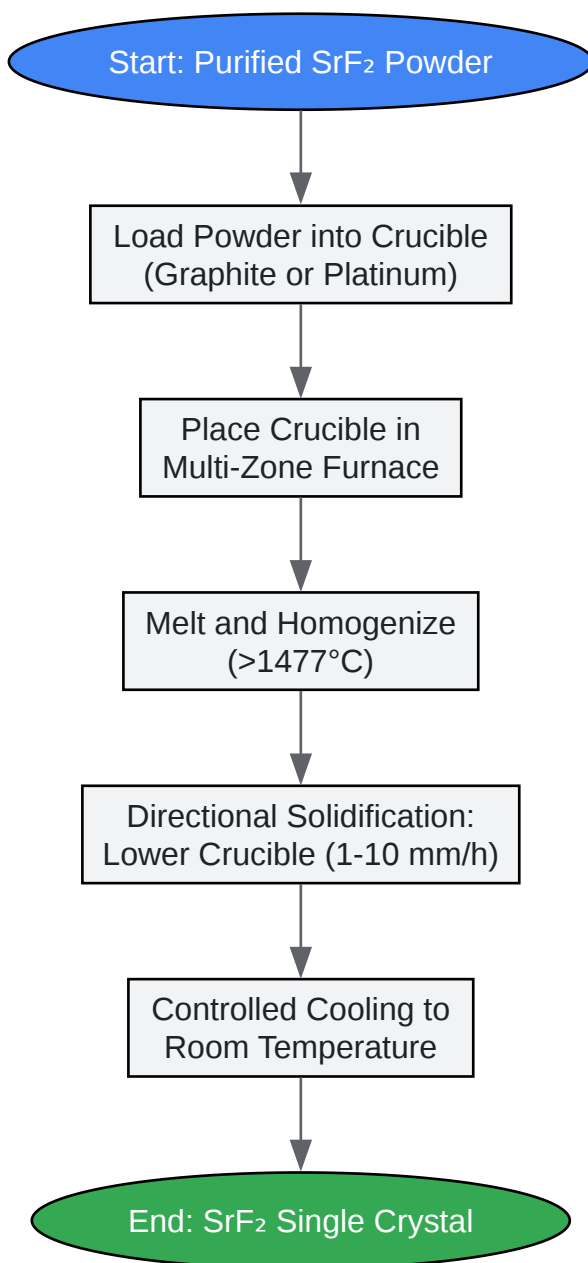 Start: Purified SrF₂ Powder
Load Powder into Crucible
(Graphite or Platinum)
Place Crucible in
Multi-Zone Furnace
Melt and Homogenize
(>1477°C)
Directional Solidification:
Lower Crucible (1-10 mm/h)
Controlled Cooling to
Room Temperature
End: SrF₂ Single Crystal